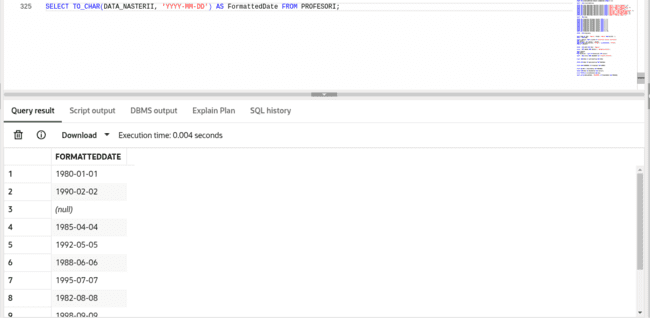 325 SELECT TO_CHAR(DATA_NASTERII, 'YYYY-MM-DD') AS FormattedDate FROM PROFESORI;
Query result Script output DBMS output Explain Plan SQL history
Download Execution time: 0.004 seconds
FORMATTEDDATE
1 1980-01-01
2 1990-02-02
3 (null)
4 1985-04-04
5 1992-05-05
6 1988-06-06
7 1995-07-07
8 1982-08-08
9 1998-09-09